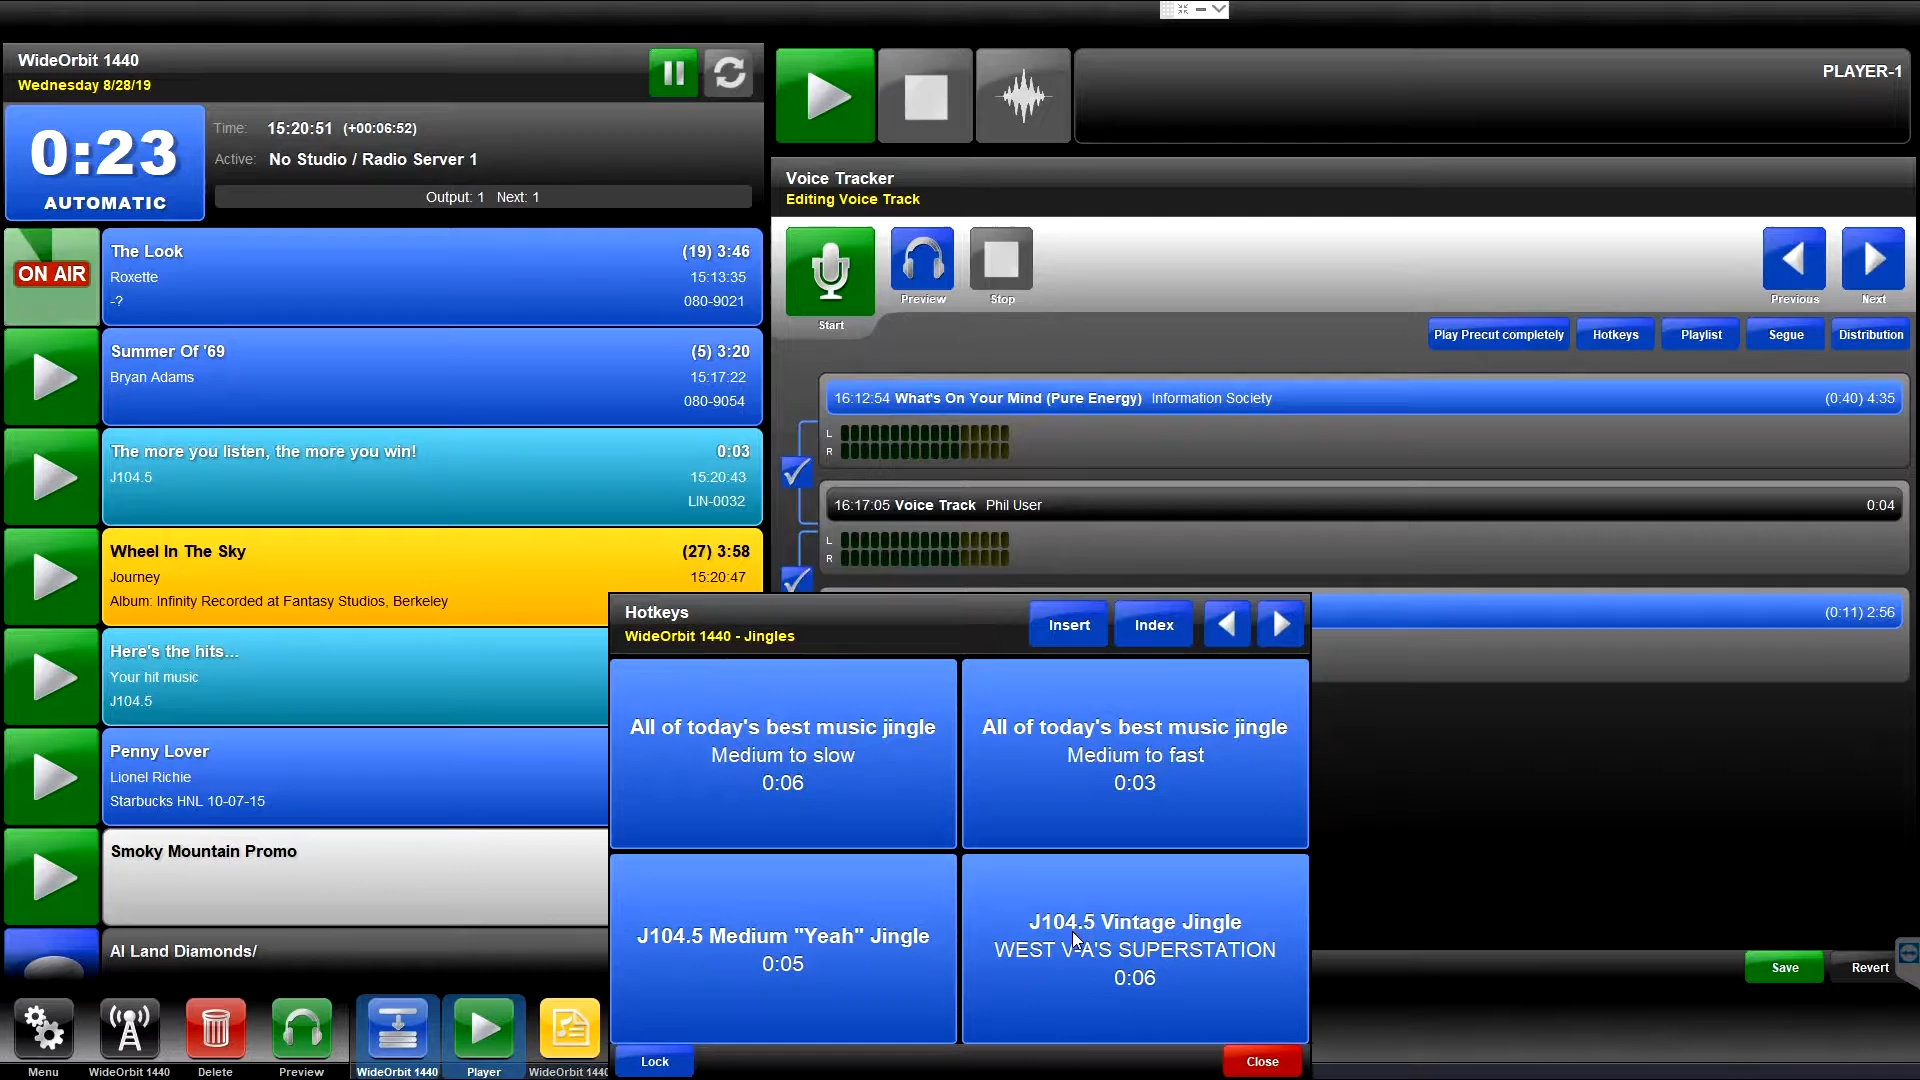 WideOrbit 1440
Wednesday 8/28/19
0:23
AUTOMATIC
Time: 15:20:51 (+00:06:52)
Active: No Studio / Radio Server 1
Output: 1 Next: 1
ON AIR
The Look (19) 3:46
Roxette 15:13:35
-? 080-9021
Summer Of '69 (5) 3:20
Bryan Adams 15:17:22
080-9054
The more you listen, the more you win! 0:03
J104.5 15:20:43
LIN-0032
Wheel In The Sky (27) 3:58
Journey 15:20:47
Album: Infinity Recorded at Fantasy Studios, Berkeley
Here's the hits...
Your hit music
J104.5
Penny Lover
Lionel Richie
Starbucks HNL 10-07-15
Smoky Mountain Promo
Al Land Diamonds/
Menu
WideOrbit 1440
Delete
Preview
WideOrbit 1440
Player
WideOrbit 1440
PLAYER-1
Voice Tracker
Editing Voice Track
Start
Preview
Stop
Previous
Next
Play Precut completely
Hotkeys
Playlist
Segue
Distribution
16:12:54 What's On Your Mind (Pure Energy) Information Society (0:40) 4:35
L
R
16:17:05 Voice Track Phil User 0:04
L
R
(0:11) 2:56
Hotkeys
WideOrbit 1440 - Jingles
Insert
Index
All of today's best music jingle
Medium to slow
0:06
All of today's best music jingle
Medium to fast
0:03
J104.5 Medium "Yeah" Jingle
0:05
J104.5 Vintage Jingle
WEST V-A'S SUPERSTATION
0:06
Lock
Close
Save
Revert